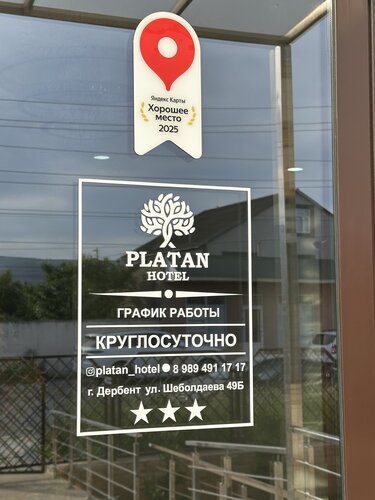 Яндекс Карты
Хорошее
место
2025
PLATAN
HOTEL
ГРАФИК РАБОТЫ
КРУГЛОСУТОЧНО
platan_hotel 8 989 491 17 17
г. Дербент ул. Шеболдаева 49Б